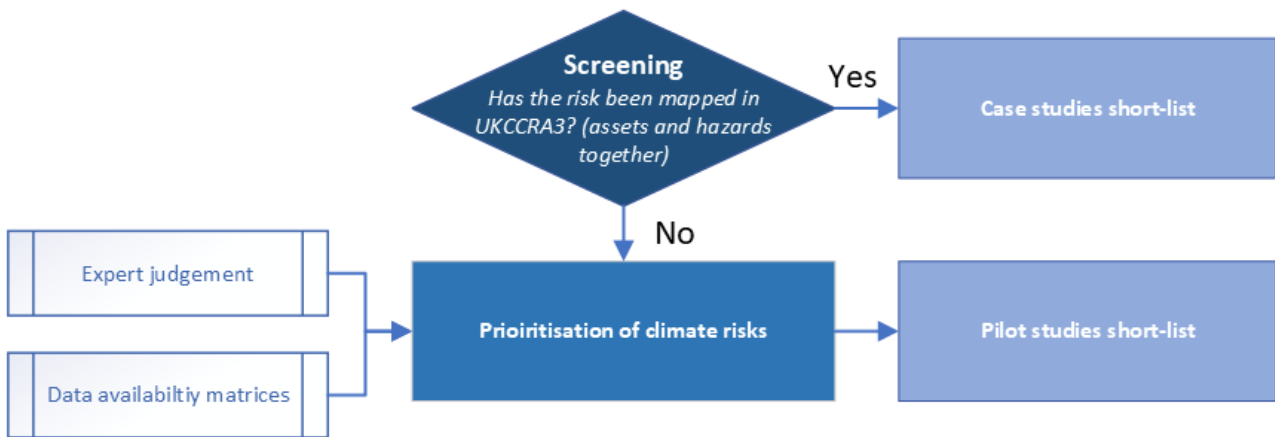 Screening
Has the risk been mapped in
UKCCRA3? (assets and hazards
together)
Yes
Case studies short-list
No
Expert judgement
Prioiritisation of climate risks
Pilot studies short-list
Data availabiltiy matrices